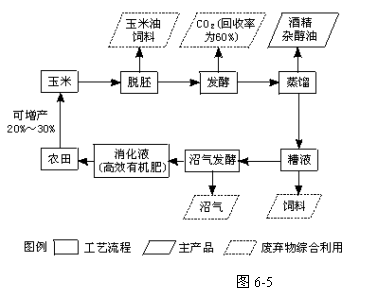 玉米油
饲料
CO₂(回收率
为60%)
酒精
杂醇油
玉米
脱胚
发酵
蒸馏
可增产
20%～30%
农田
消化液
(高效有机肥)
沼气发酵
糟液
沼气
饲料
图例
工艺流程
主产品
废弃物综合利用
图 6-5